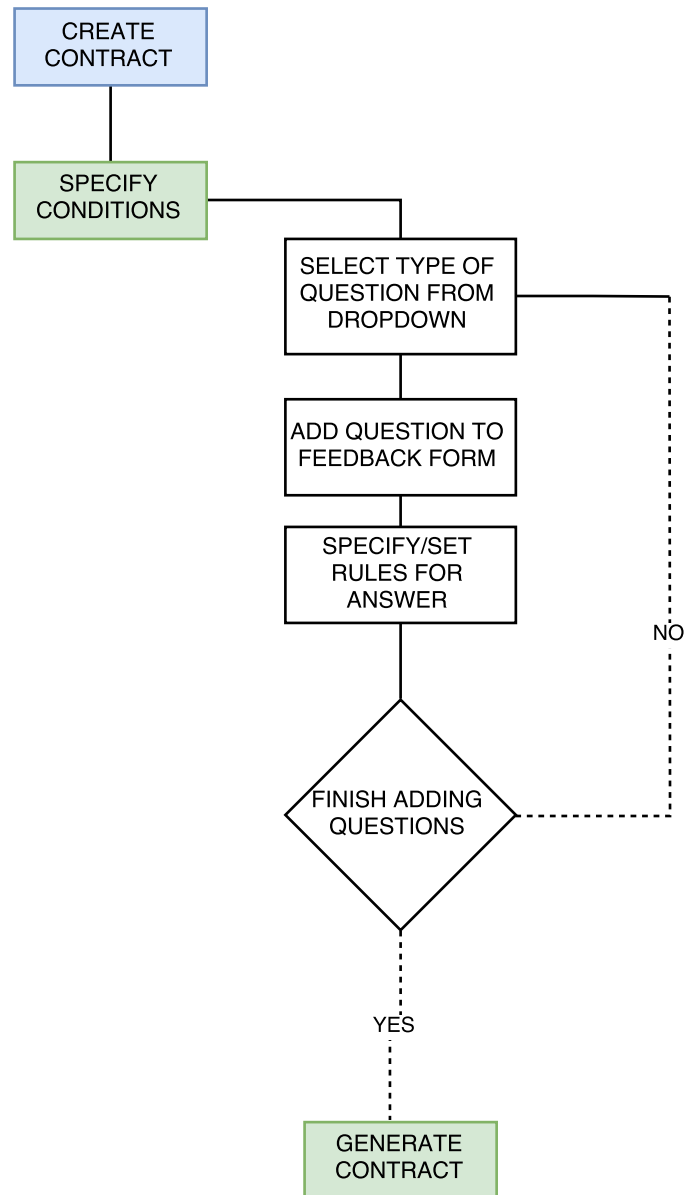 CREATE
CONTRACT
SPECIFY
CONDITIONS
SELECT TYPE OF
QUESTION FROM
DROPDOWN
ADD QUESTION TO
FEEDBACK FORM
SPECIFY/SET
RULES FOR
ANSWER
NO
FINISH ADDING
QUESTIONS
YES
GENERATE
CONTRACT